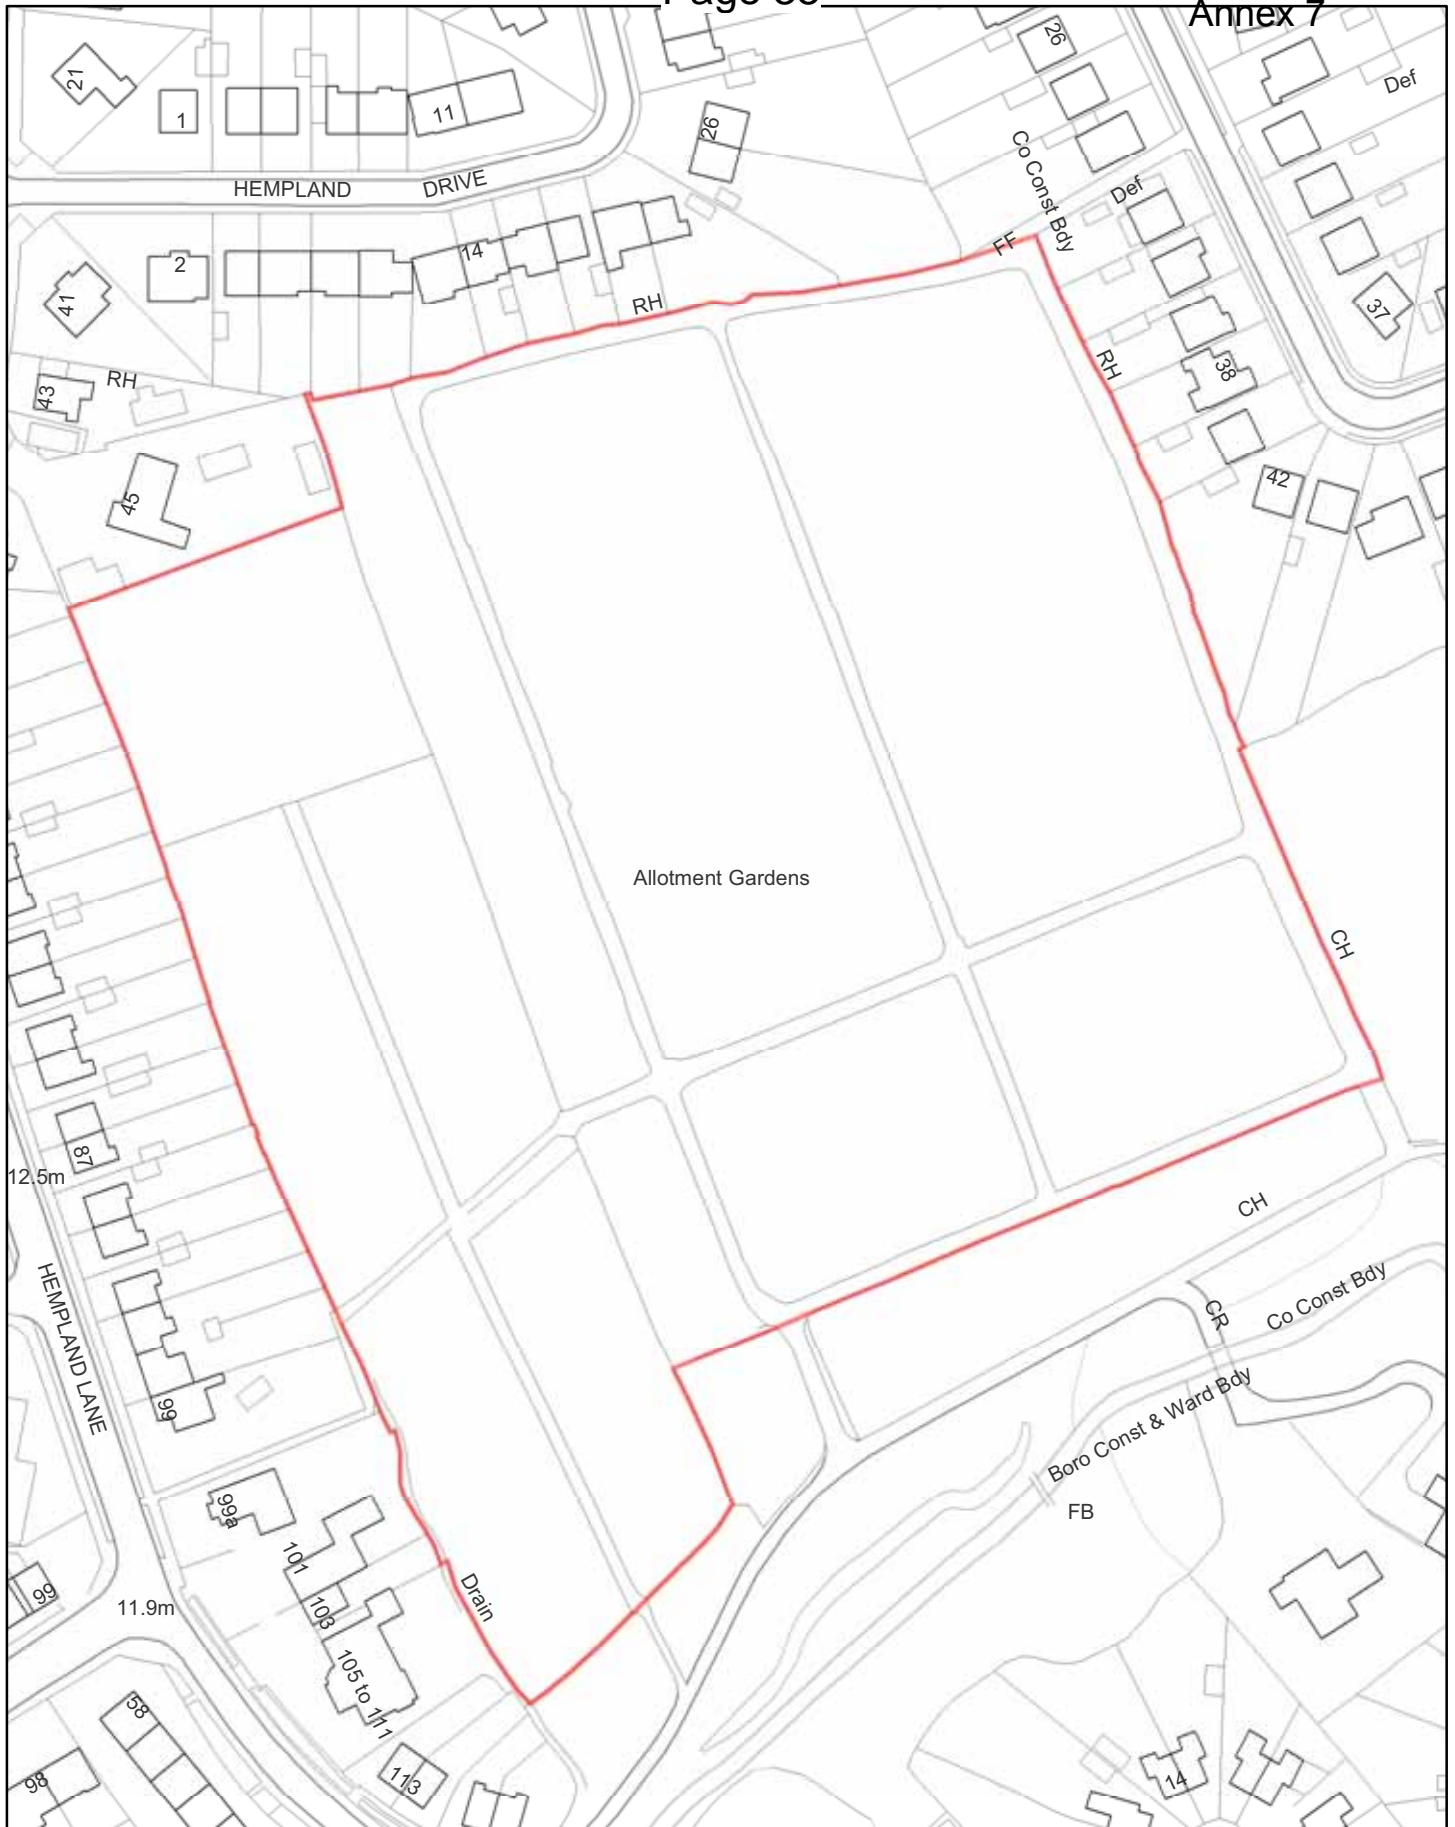 Annex 7
26
21
Def
1
11
26
Co Const Bdy
HEMPLAND DRIVE
Def
FF
14
2
41
RH
37
RH
38
RH
43
45
42
Allotment Gardens
CH
87
12.5m
CH
HEMPLAND LANE
CR
Co Const Bdy
99
Boro Const & Ward Bdy
99a
FB
101
99
103
Drain
11.9m
105 to 111
58
113
98
14